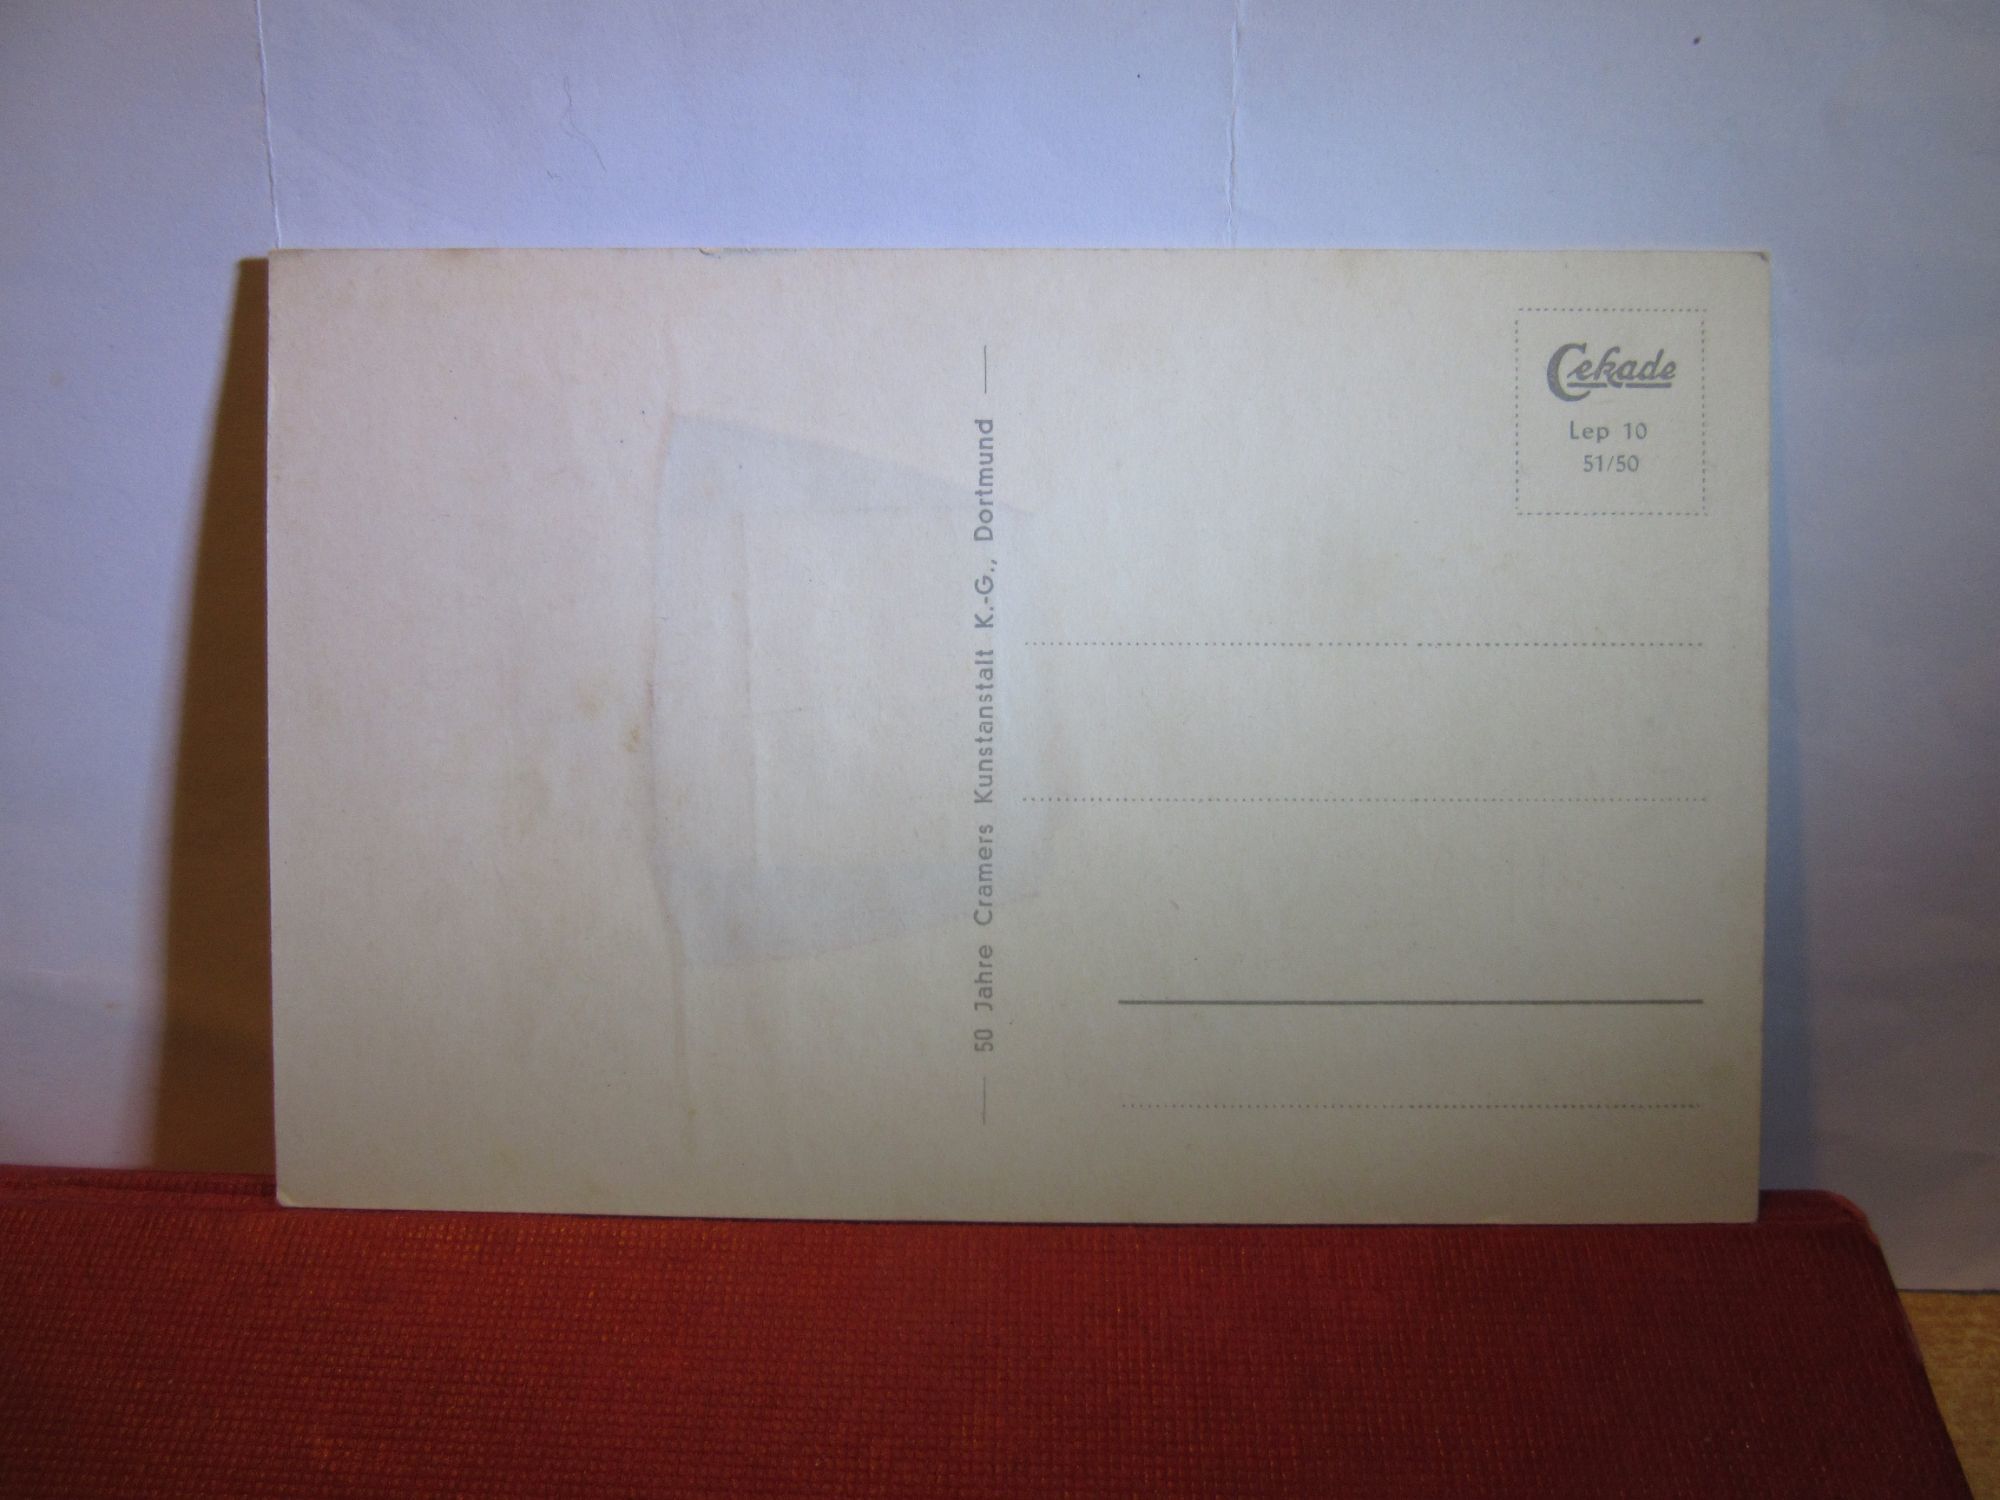 Cekade
Lep 10
51/50
50 Jahre Cramers Kunstanstalt K.-G., Dortmund